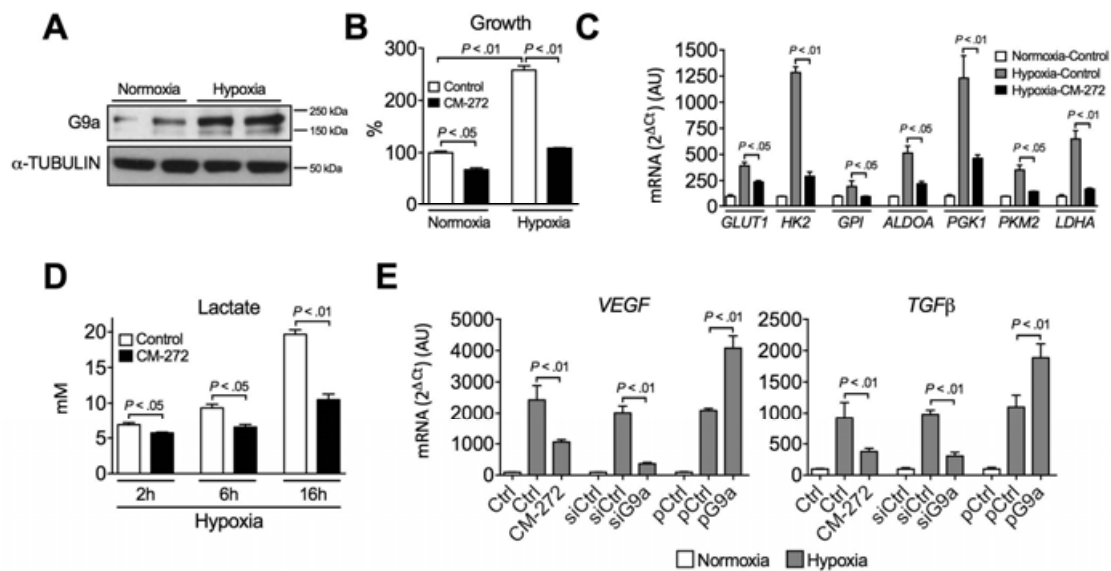 A
Normoxia Hypoxia
G9a
250 kDa
150 kDa
α-TUBULIN
50 kDa
B
Growth
P < .01 P < .01
Control
CM-272
P < .05
%
300
200
100
0
Normoxia
Hypoxia
C
mRNA (2^ΔCt) (AU)
1500
1250
1000
750
500
250
0
P < .05
P < .01
P < .05
P < .05
P < .01
P < .05
P < .01
Normoxia-Control
Hypoxia-Control
Hypoxia-CM-272
GLUT1 HK2 GPI ALDOA PGK1 PKM2 LDHA
D
Lactate
Control
CM-272
P < .05
P < .05
P < .01
mM
20
15
10
5
0
2h 6h 16h
Hypoxia
E
VEGF
mRNA (2^ΔCt) (AU)
5000
4000
3000
2000
1000
0
P < .01
P < .01
P < .01
Ctrl Ctrl CM-272 siCtrl siCtrl siG9a pCtrl pCtrl pG9a
TGFβ
2500
2000
1500
1000
500
0
P < .01
P < .01
P < .01
Ctrl Ctrl CM-272 siCtrl siCtrl siG9a pCtrl pCtrl pG9a
Normoxia Hypoxia